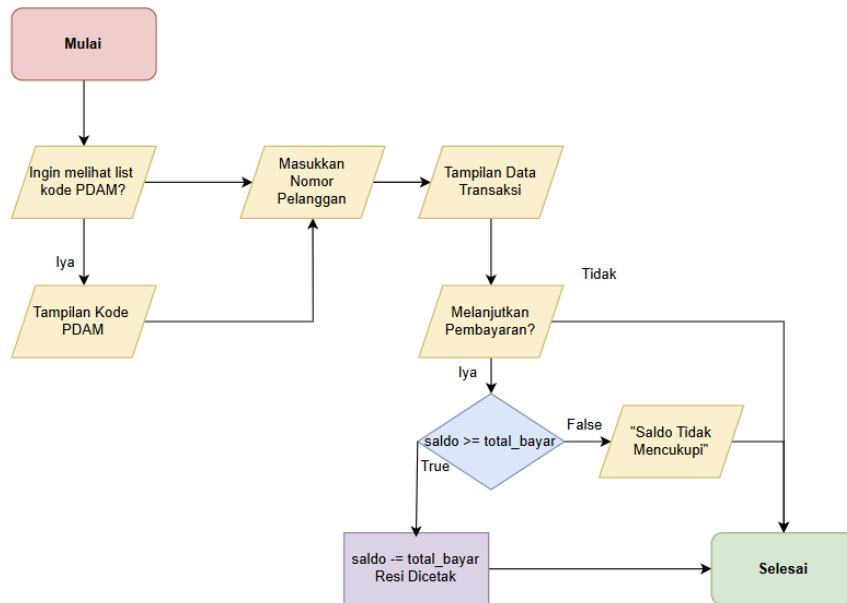 Mulai
Ingin melihat list
kode PDAM?
Masukkan
Nomor
Pelanggan
Tampilan Data
Transaksi
Iya
Tampilan Kode
PDAM
Tidak
Melanjutkan
Pembayaran?
Iya
saldo >= total_bayar
False
"Saldo Tidak
Mencukupi"
True
saldo -= total_bayar
Resi Dicetak
Selesai